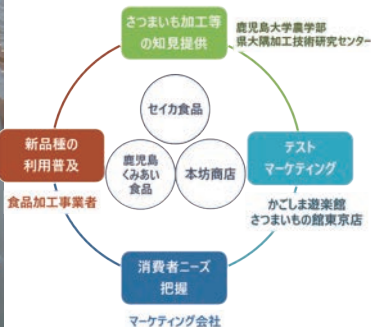 さつまいも加工等
の知見提供
鹿児島大学農学部
県大隅加工技術研究センター
セイカ食品
新品種の
利用普及
鹿児島
くみあい
食品
本坊商店
テスト
マーケティング
食品加工事業者
かごしま遊楽館
さつまいもの館東京店
消費者ニーズ
把握
マーケティング会社